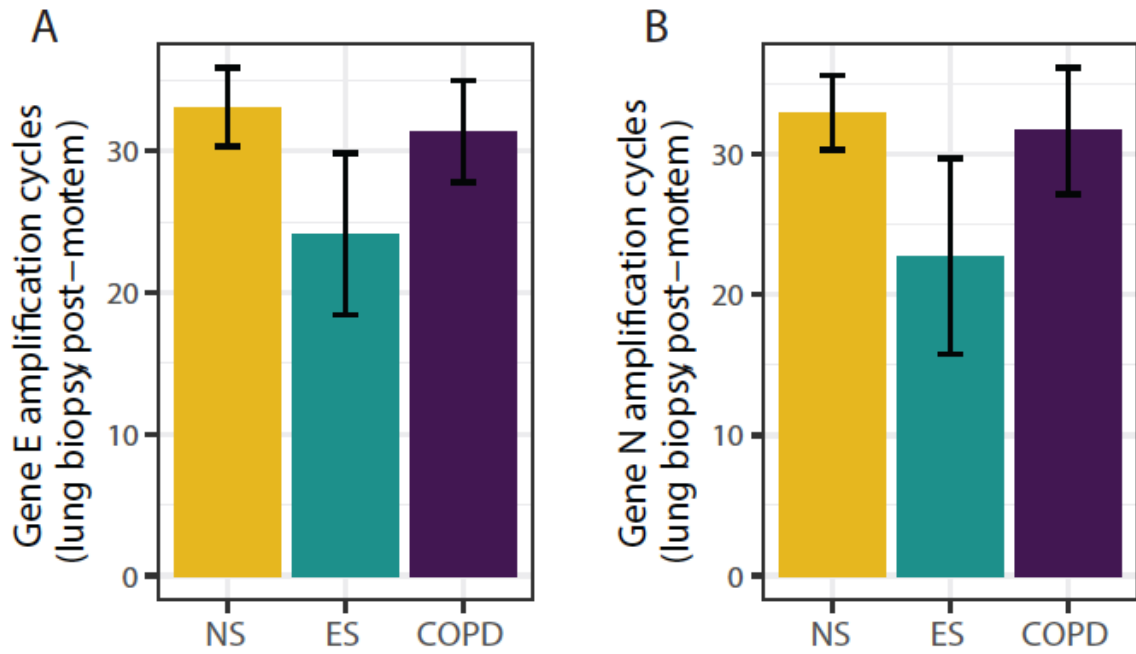 A
Gene E amplification cycles
(lung biopsy, post−mortem)
30
20
10
0
NS ES COPD
B
Gene N amplification cycles
(lung biopsy, post−mortem)
30
20
10
0
NS ES COPD